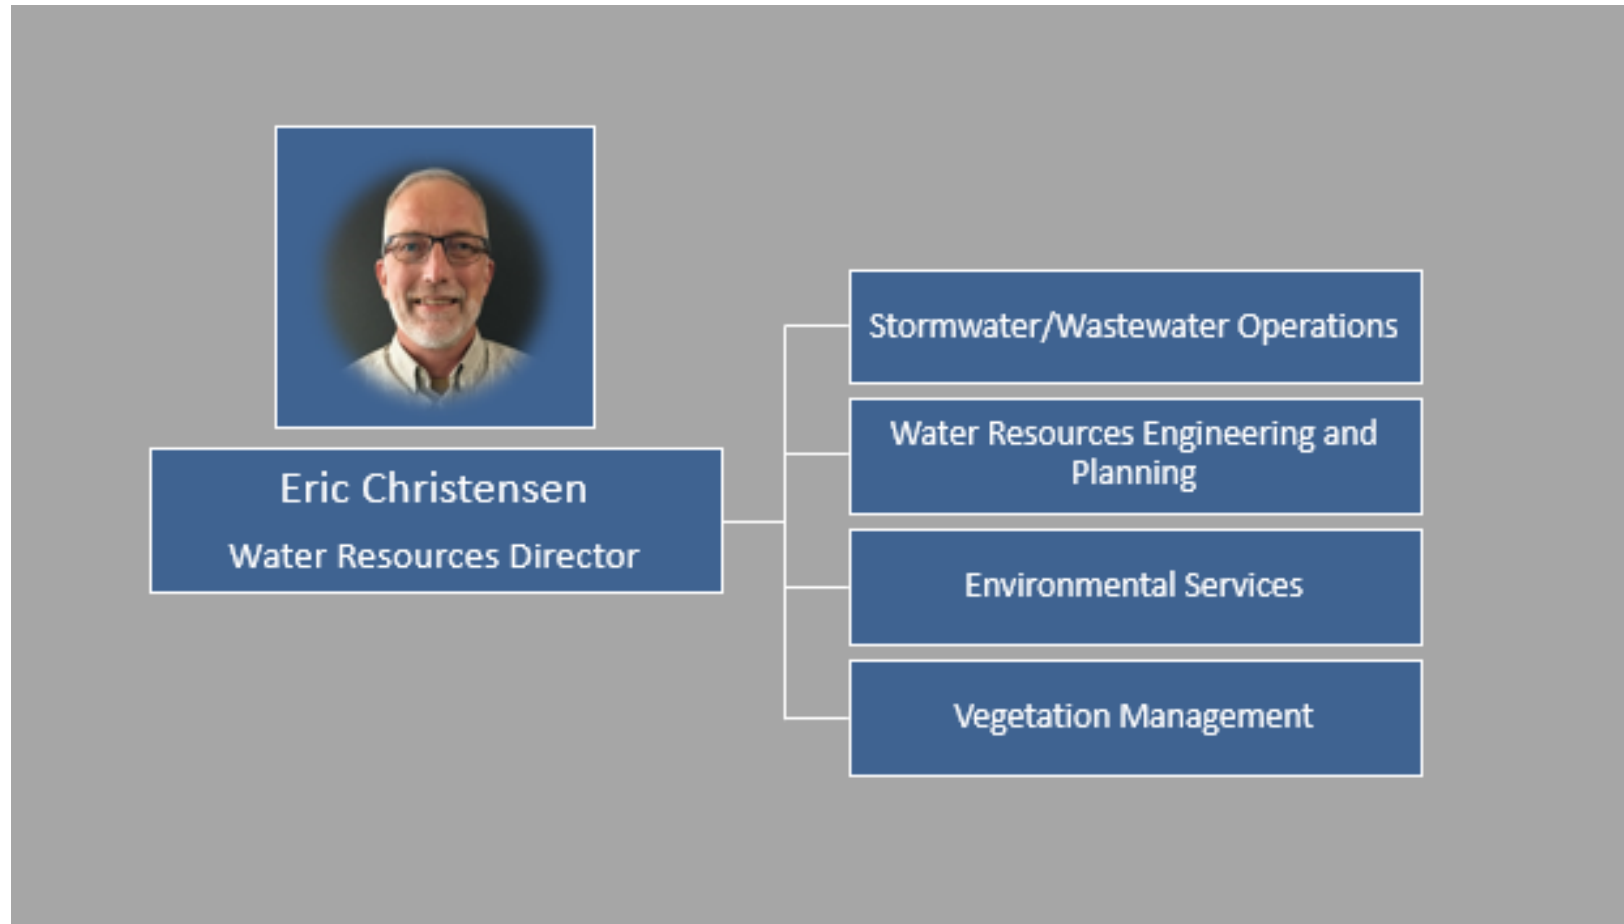 Eric Christensen
Water Resources Director
Stormwater/Wastewater Operations
Water Resources Engineering and
Planning
Environmental Services
Vegetation Management